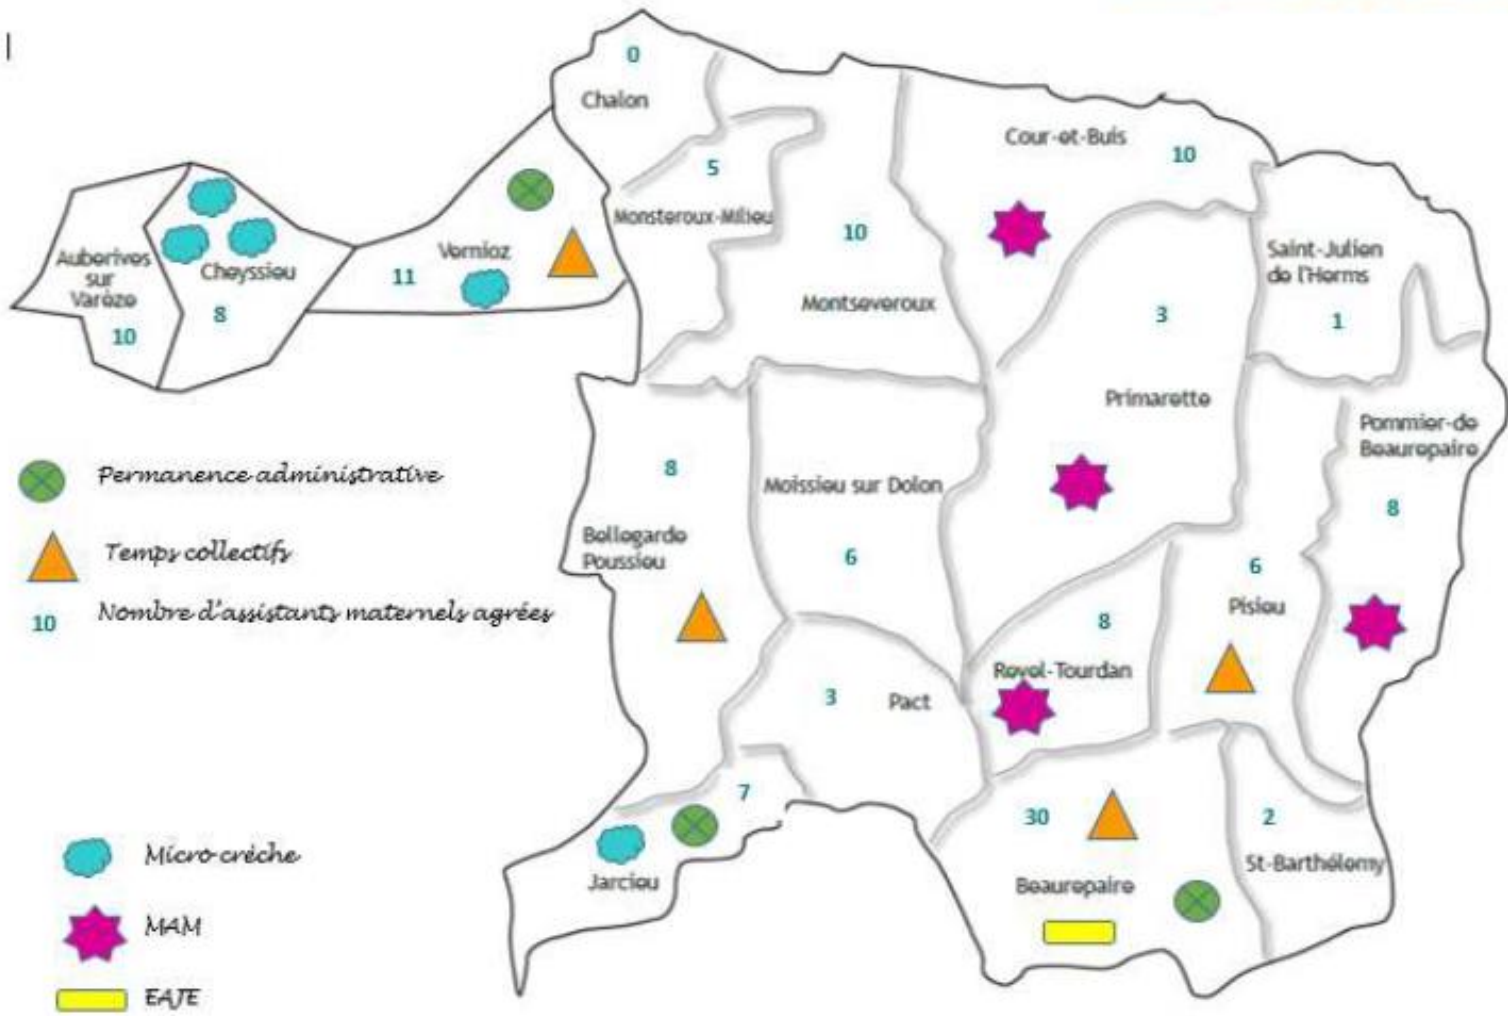 0
Chalon
Cour-et-Buis
10
5
Monsteroux-Milieu
10
Montseveroux
Vernioz
11
Auberives
sur
Varèze
10
Cheyssieu
8
Saint-Julien
de l'Herms
1
3
Primarette
Pommier-de
Beaurepaire
8
8
Bellegarde
Poussieu
Moissieu sur Dolon
6
6
Pisieu
8
Revel-Tourdan
3
Pact
7
Jarcieu
30
Beaurepaire
2
St-Barthélemy
Permanence administrative
Temps collectifs
10
Nombre d'assistants maternels agréées
Micro crèche
MAM
EAJE